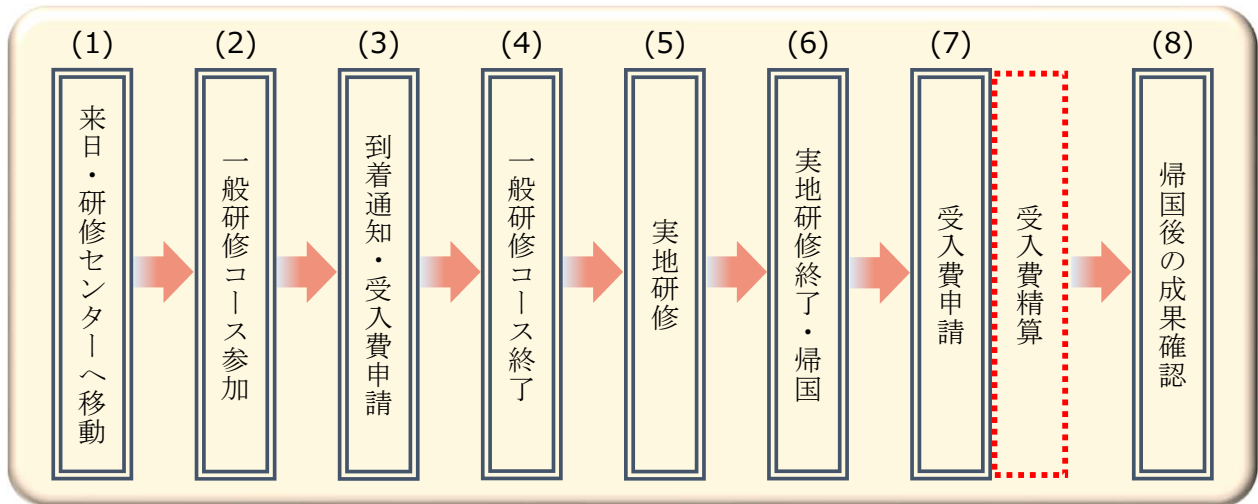 (1)
来日・研修センターへ移動
(2)
一般研修コース参加
(3)
到着通知・受入費申請
(4)
一般研修コース終了
(5)
実地研修
(6)
実地研修終了・帰国
(7)
受入費申請
受入費精算
(8)
帰国後の成果確認